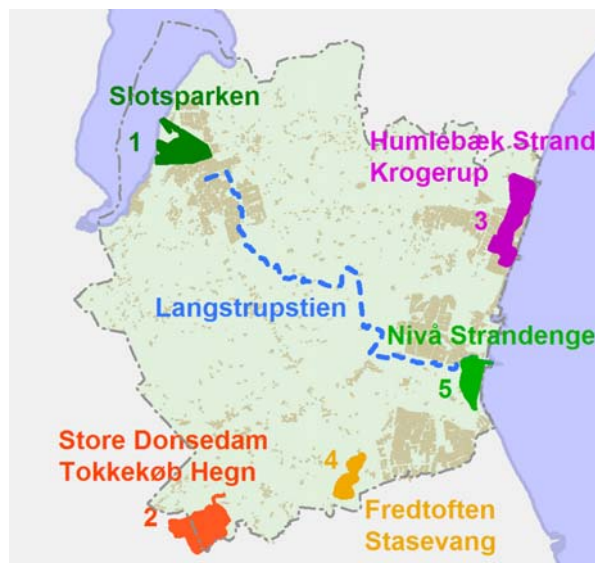 Slotsparken
1
Humlebæk Strand
Krogerup
3
Langstrupstien
Nivå Strandenge
5
Store Donsedam
Tokkekøb Hegn
2
4
Fredtoften
Stasevang